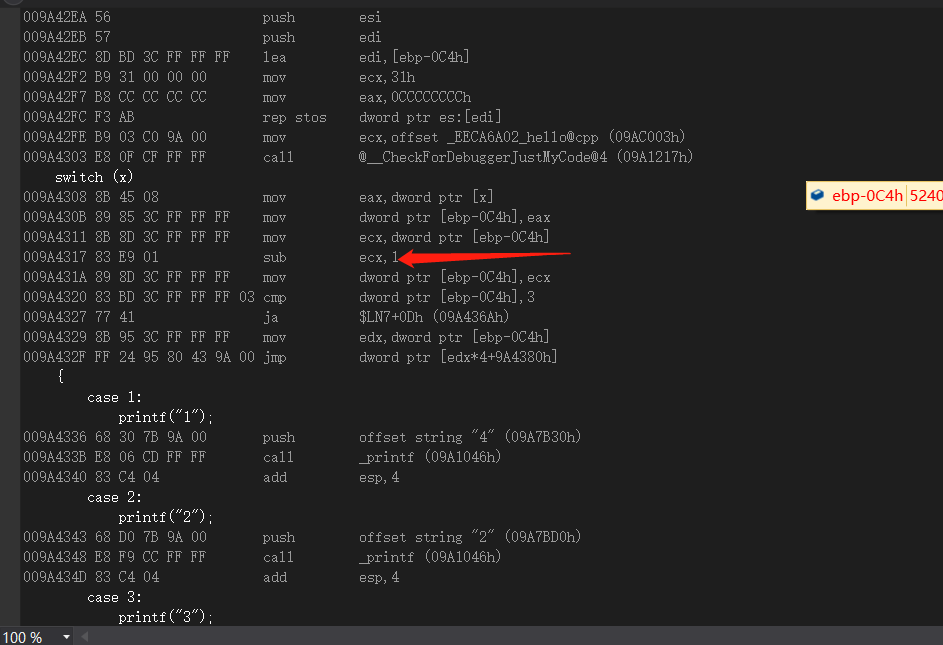 009A42EA 56 push esi
009A42EB 57 push edi
009A42EC 8D BD 3C FF FF FF lea edi,[ebp-0C4h]
009A42F2 B9 31 00 00 00 mov ecx,31h
009A42F7 B8 CC CC CC CC mov eax,0CCCCCCCCh
009A42FC F3 AB rep stos dword ptr es:[edi]
009A42FE B9 03 C0 9A 00 mov ecx,offset _EECA6A02_hello@cpp (09AC003h)
009A4303 E8 0F CF FF FF call @__CheckForDebuggerJustMyCode@4 (09A1217h)
switch (x)
009A4308 8B 45 08 mov eax,dword ptr [x]
ebp-0C4h 5240
009A430B 89 85 3C FF FF FF mov dword ptr [ebp-0C4h],eax
009A4311 8B 8D 3C FF FF FF mov ecx,dword ptr [ebp-0C4h]
009A4317 83 E9 01 sub ecx,1
009A431A 89 8D 3C FF FF FF mov dword ptr [ebp-0C4h],ecx
009A4320 83 BD 3C FF FF FF 03 cmp dword ptr [ebp-0C4h],3
009A4327 77 41 ja $LN7+0Dh (09A436Ah)
009A4329 8B 95 3C FF FF FF mov edx,dword ptr [ebp-0C4h]
009A432F FF 24 95 80 43 9A 00 jmp dword ptr [edx*4+9A4380h]
{
case 1:
printf("1");
009A4336 68 30 7B 9A 00 push offset string "4" (09A7B30h)
009A433B E8 06 CD FF FF call _printf (09A1046h)
009A4340 83 C4 04 add esp,4
case 2:
printf("2");
009A4343 68 D0 7B 9A 00 push offset string "2" (09A7BD0h)
009A4348 E8 F9 CC FF FF call _printf (09A1046h)
009A434D 83 C4 04 add esp,4
case 3:
printf("3");
100 %